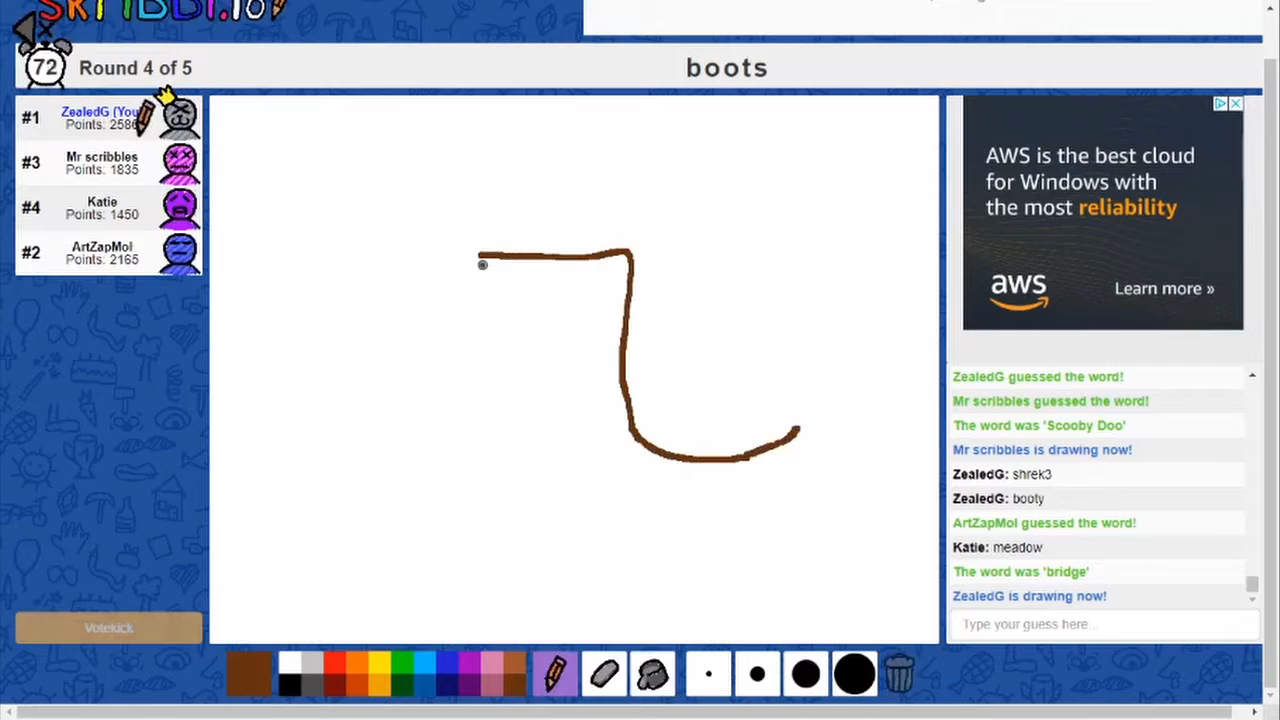 skribbl.io
72
Round 4 of 5
boots
#1
ZealedG (You
Points: 2586
#3
Mr scribbles
Points: 1835
#4
Katie
Points: 1450
#2
ArtZapMol
Points: 2165
Votekick
AWS is the best cloud
for Windows with
the most reliability
aws
Learn more »
ZealedG guessed the word!
Mr scribbles guessed the word!
The word was 'Scooby Doo'
Mr scribbles is drawing now!
ZealedG: shrek3
ZealedG: booty
ArtZapMol guessed the word!
Katie: meadow
The word was 'bridge'
ZealedG is drawing now!
Type your guess here...